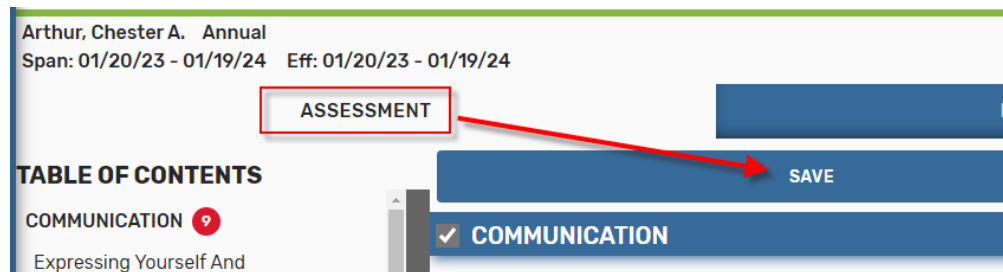 Arthur, Chester A. Annual
Span: 01/20/23 - 01/19/24 Eff: 01/20/23 - 01/19/24
ASSESSMENT
TABLE OF CONTENTS
SAVE
COMMUNICATION 9
COMMUNICATION
Expressing Yourself And